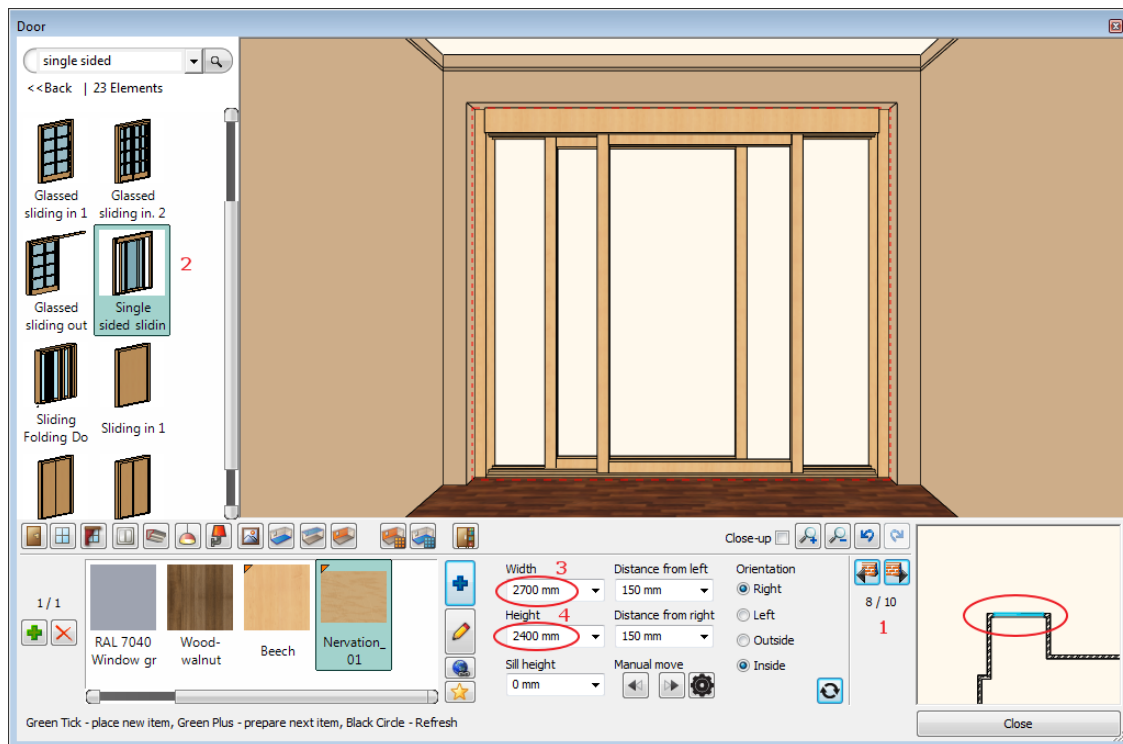 Door
single sided
<<Back | 23 Elements
Glassed
sliding in 1
Glassed
sliding in. 2
Glassed
sliding out
Single
sided slidin
2
Sliding
Folding Do
Sliding in 1
Close-up
1 / 1
RAL 7040
Window gr
Wood-
walnut
Beech
Nervation_
01
Width 3
2700 mm
Height 4
2400 mm
Sill height
0 mm
Distance from left
150 mm
Distance from right
150 mm
Manual move
Orientation
Right
Left
Outside
Inside
8 / 10
1
Green Tick - place new item, Green Plus - prepare next item, Black Circle - Refresh
Close